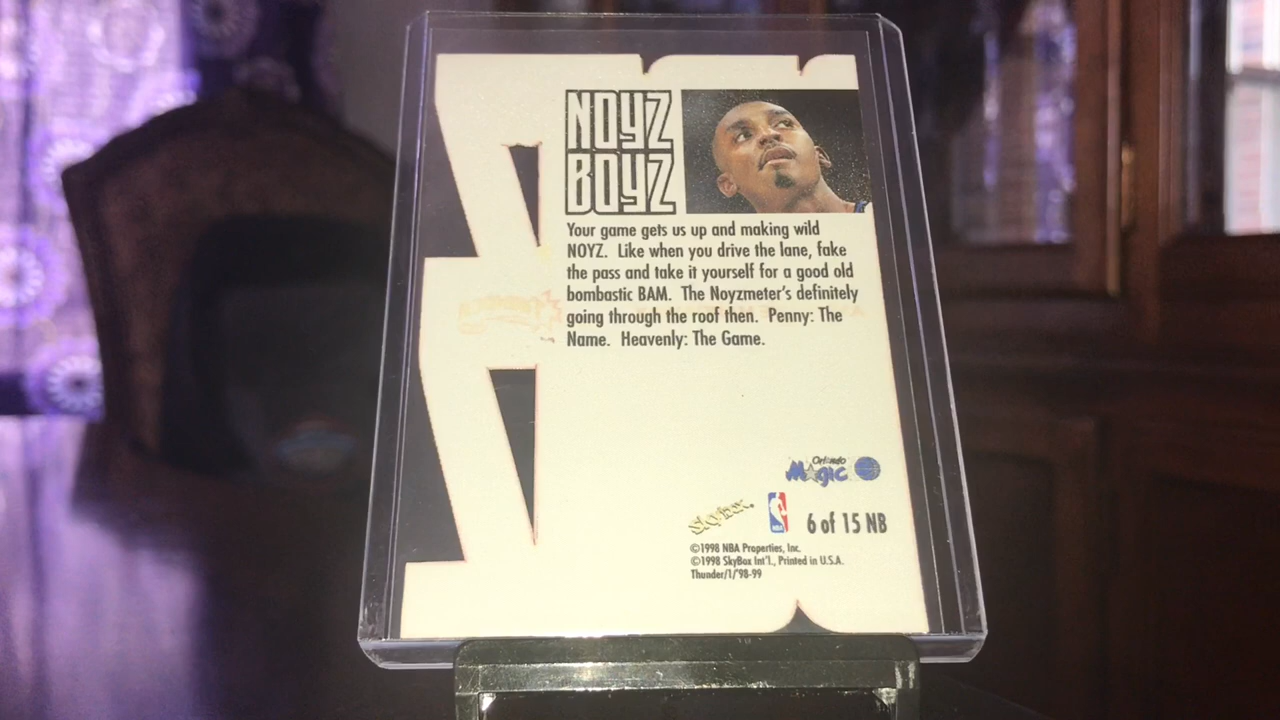 NOYZ
BOYZ
Your game gets us up and making wild
NOYZ. Like when you drive the lane, fake
the pass and take it yourself for a good old
bombastic BAM. The Noyzmeter's definitely
going through the roof then. Penny: The
Name. Heavenly: The Game.
Orlando
Magic
SkyBox
NBA
6 of 15 NB
©1998 NBA Properties, Inc.
©1998 SkyBox Int'l., Printed in U.S.A.
Thunder/1/'98-99